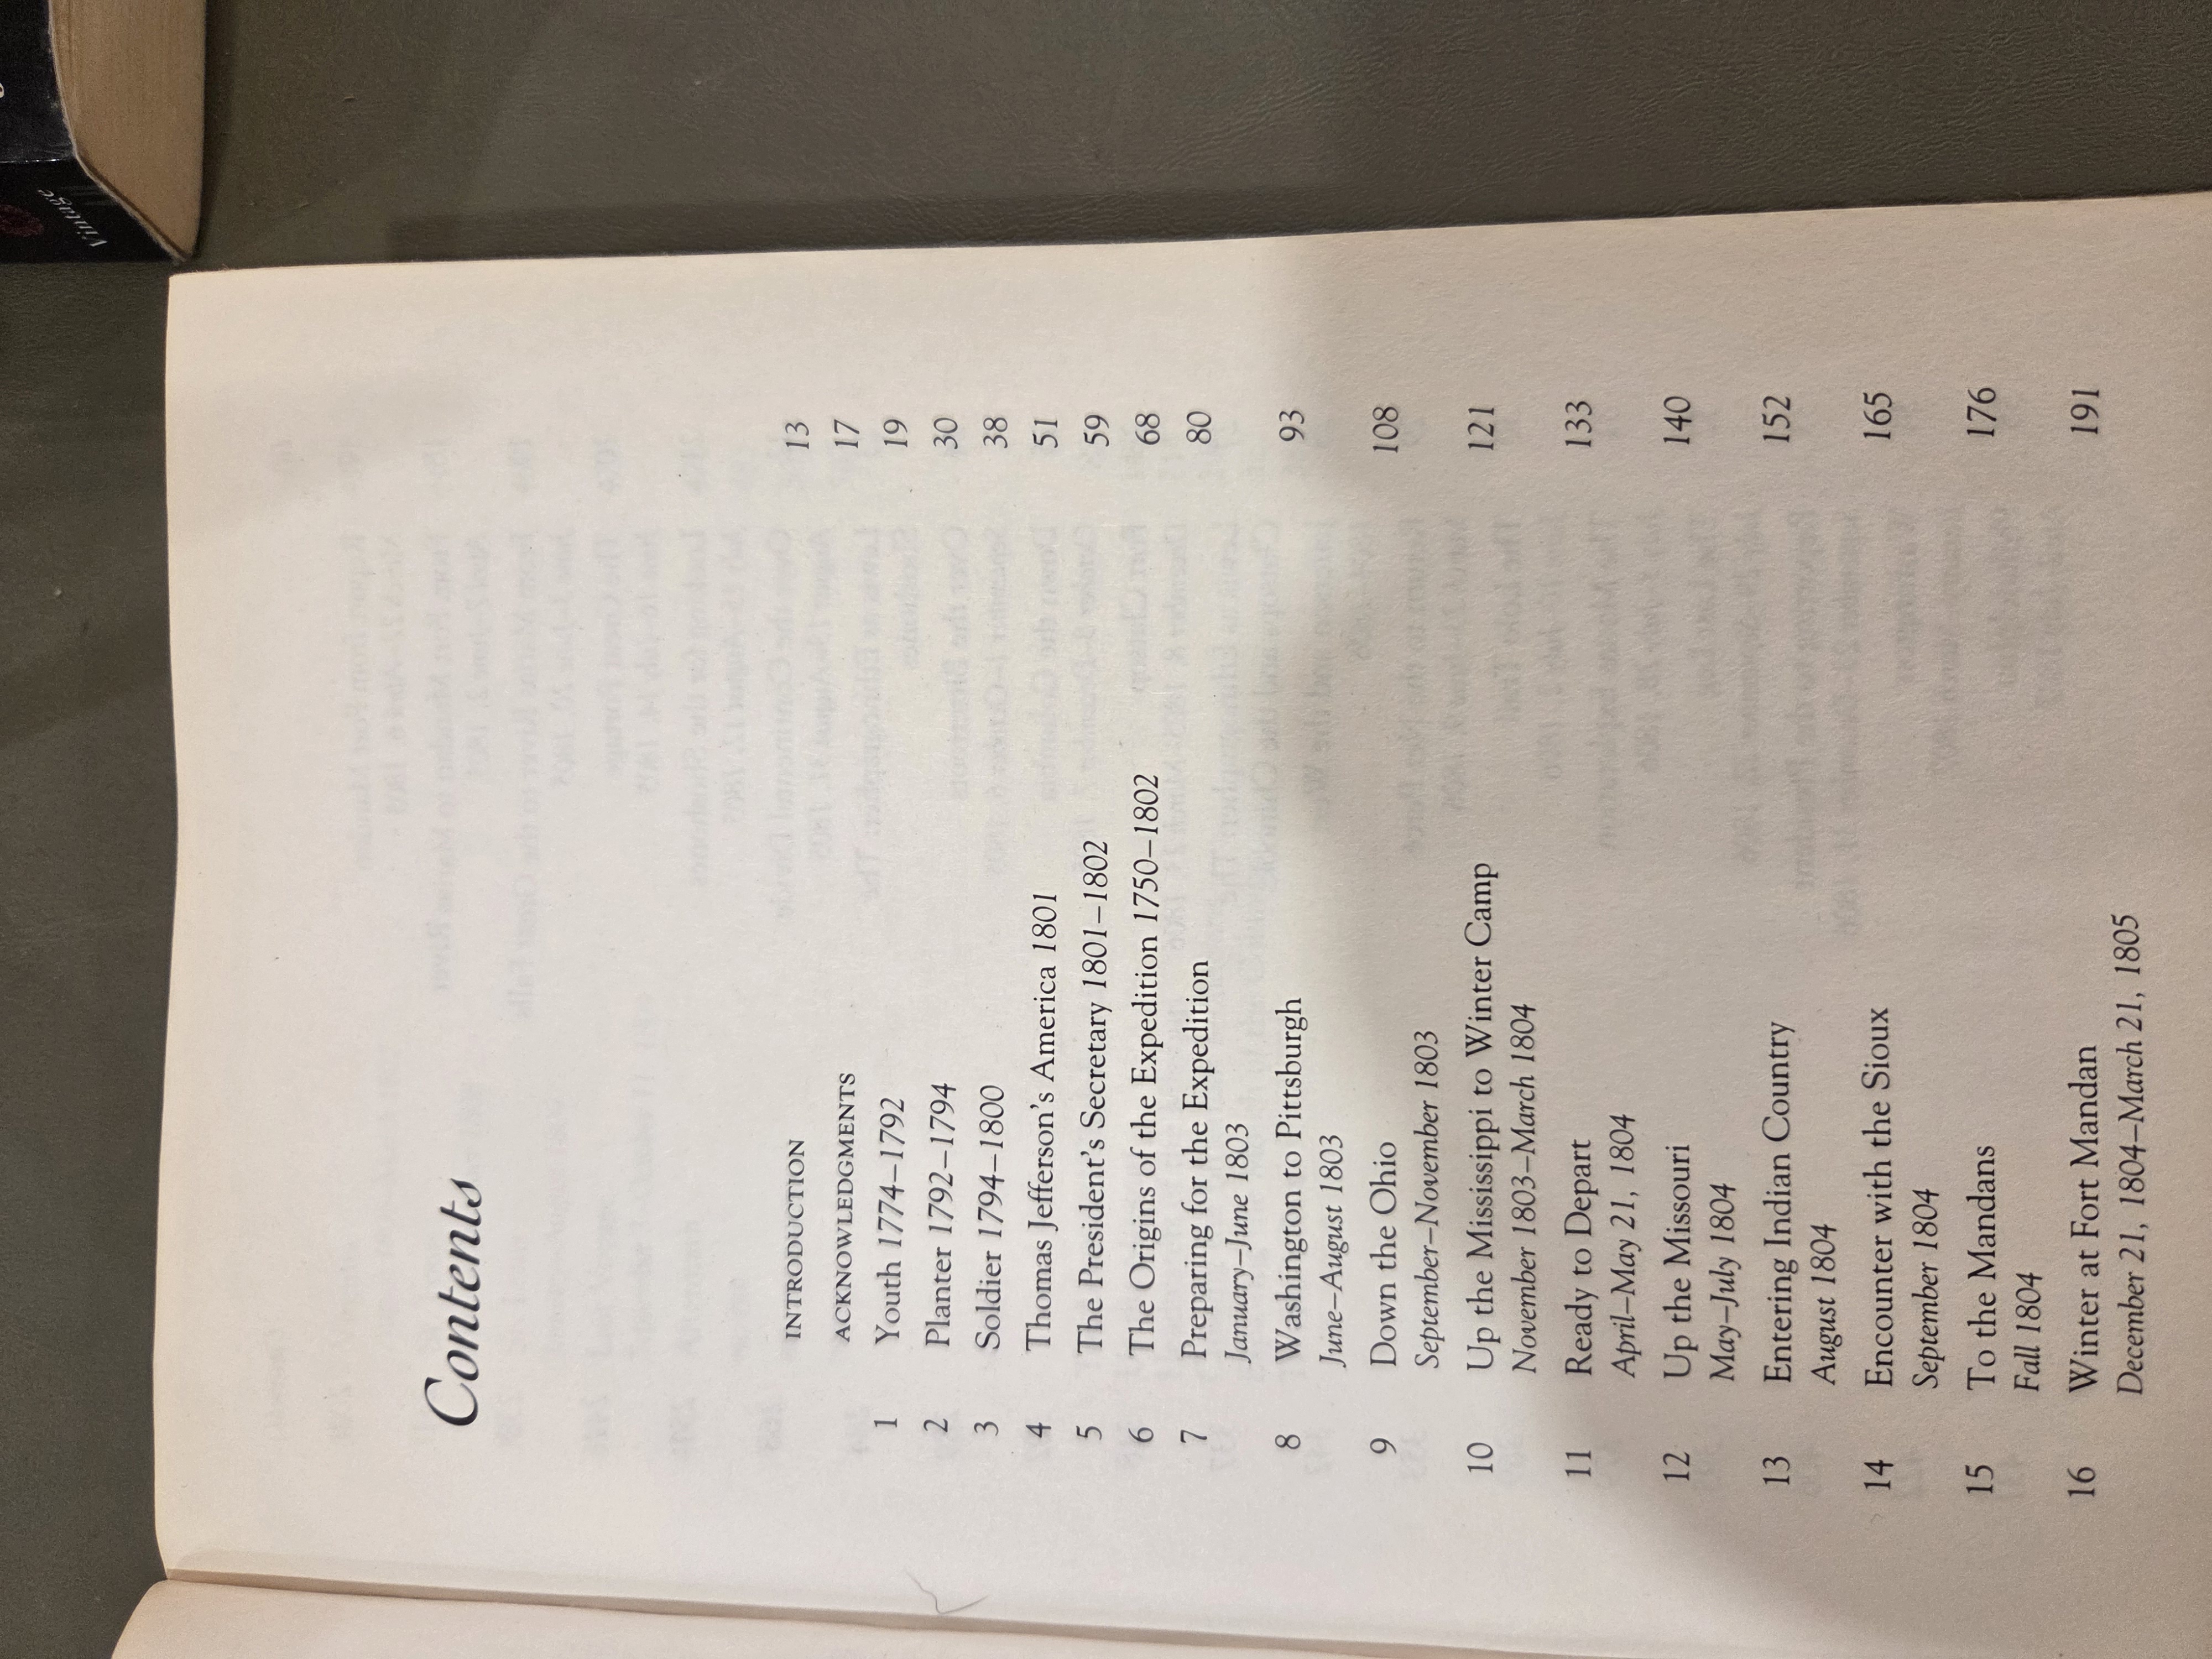 Vintage
Contents
INTRODUCTION 13
ACKNOWLEDGMENTS 17
1 Youth 1774–1792 19
2 Planter 1792–1794 30
3 Soldier 1794–1800 38
4 Thomas Jefferson's America 1801 51
5 The President's Secretary 1801–1802 59
6 The Origins of the Expedition 1750–1802 68
7 Preparing for the Expedition 80
January–June 1803
8 Washington to Pittsburgh 93
June–August 1803
9 Down the Ohio 108
September–November 1803
10 Up the Mississippi to Winter Camp 121
November 1803–March 1804
11 Ready to Depart 133
April–May 21, 1804
12 Up the Missouri 140
May–July 1804
13 Entering Indian Country 152
August 1804
14 Encounter with the Sioux 165
September 1804
15 To the Mandans 176
Fall 1804
16 Winter at Fort Mandan 191
December 21, 1804–March 21, 1805